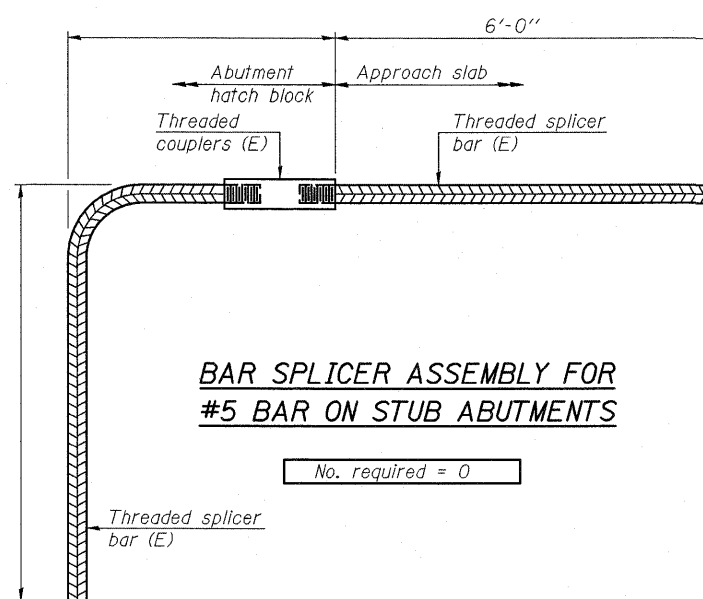 6'-0"
Abutment
hatch block
Approach slab
Threaded
couplers (E)
Threaded splicer
bar (E)
BAR SPLICER ASSEMBLY FOR
#5 BAR ON STUB ABUTMENTS
No. required = 0
Threaded splicer
bar (E)